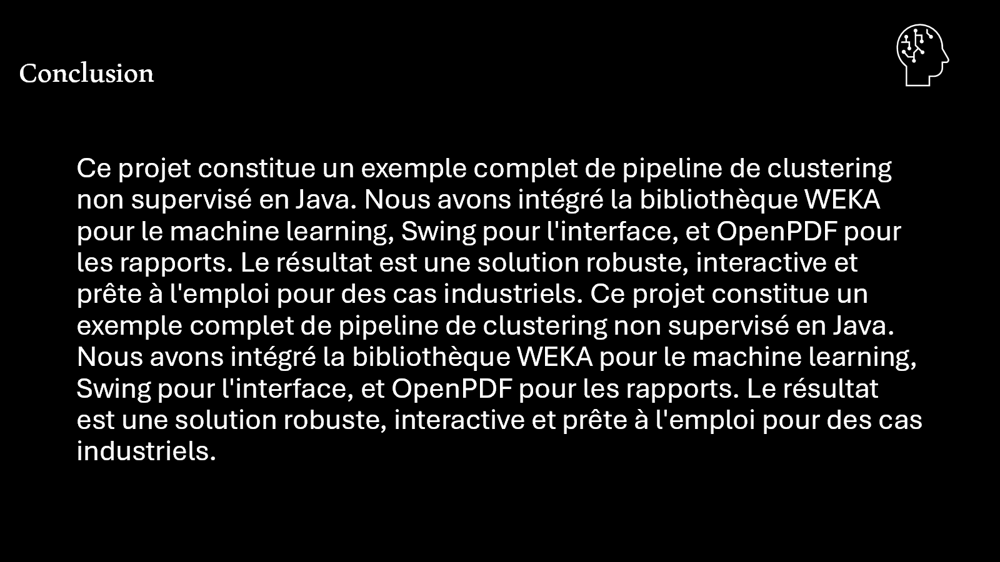 Conclusion
Ce projet constitue un exemple complet de pipeline de clustering
non supervisé en Java. Nous avons intégré la bibliothèque WEKA
pour le machine learning, Swing pour l'interface, et OpenPDF pour
les rapports. Le résultat est une solution robuste, interactive et
prête à l'emploi pour des cas industriels. Ce projet constitue un
exemple complet de pipeline de clustering non supervisé en Java.
Nous avons intégré la bibliothèque WEKA pour le machine learning,
Swing pour l'interface, et OpenPDF pour les rapports. Le résultat
est une solution robuste, interactive et prête à l'emploi pour des cas
industriels.